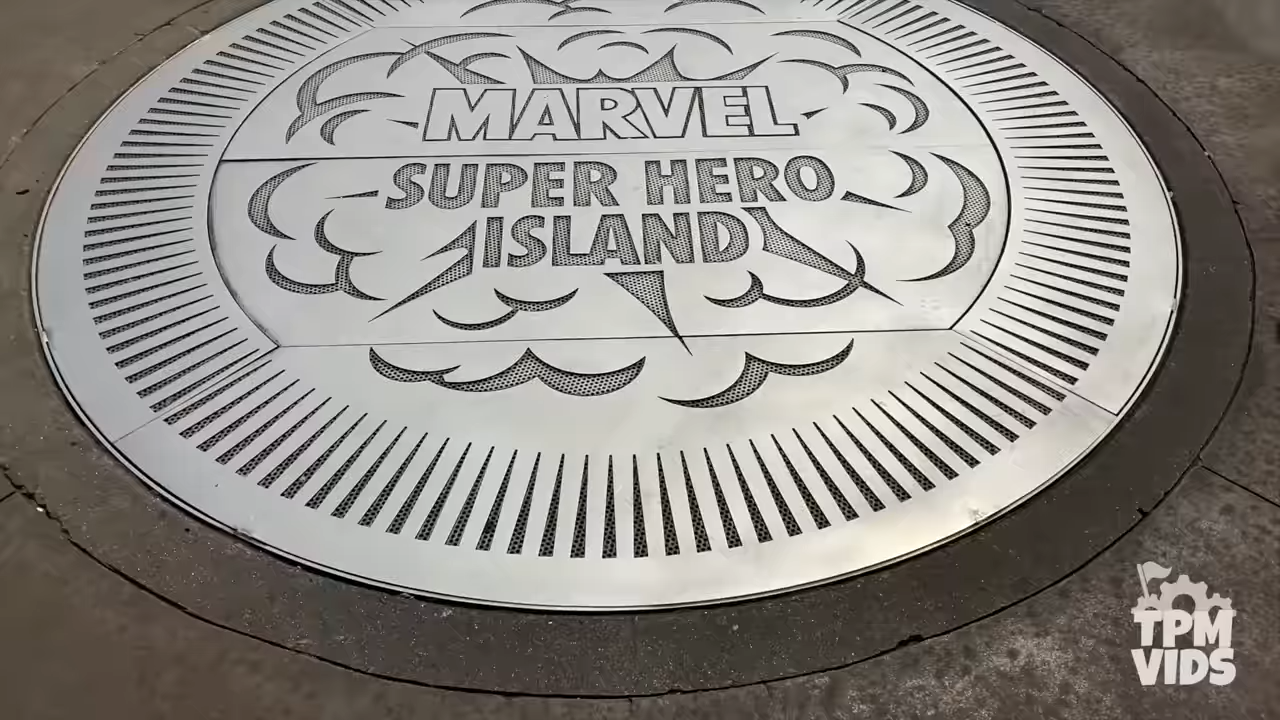 MARVEL
SUPER HERO
ISLAND
TPM
VIDS